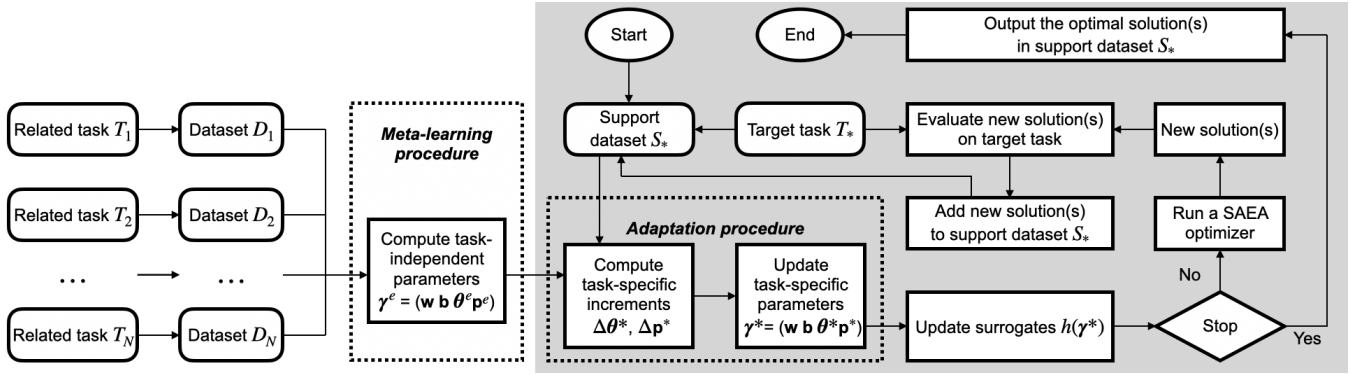 Start
End
Output the optimal solution(s)
in support dataset S*
Related task T1
Dataset D1
Meta-learning
procedure
Support
dataset S*
Target task T*
Evaluate new solution(s)
on target task
New solution(s)
Related task T2
Dataset D2
Compute task-
independent
parameters
γᵉ = (w b θᵉ pᵉ)
Adaptation procedure
Add new solution(s)
to support dataset S*
Run a SAEA
optimizer
...
...
Compute
task-specific
increments
Δθ*, Δp*
Update
task-specific
parameters
γ*= (w b θ*p*)
No
Related task TN
Dataset DN
Update surrogates h(γ*)
Stop
Yes